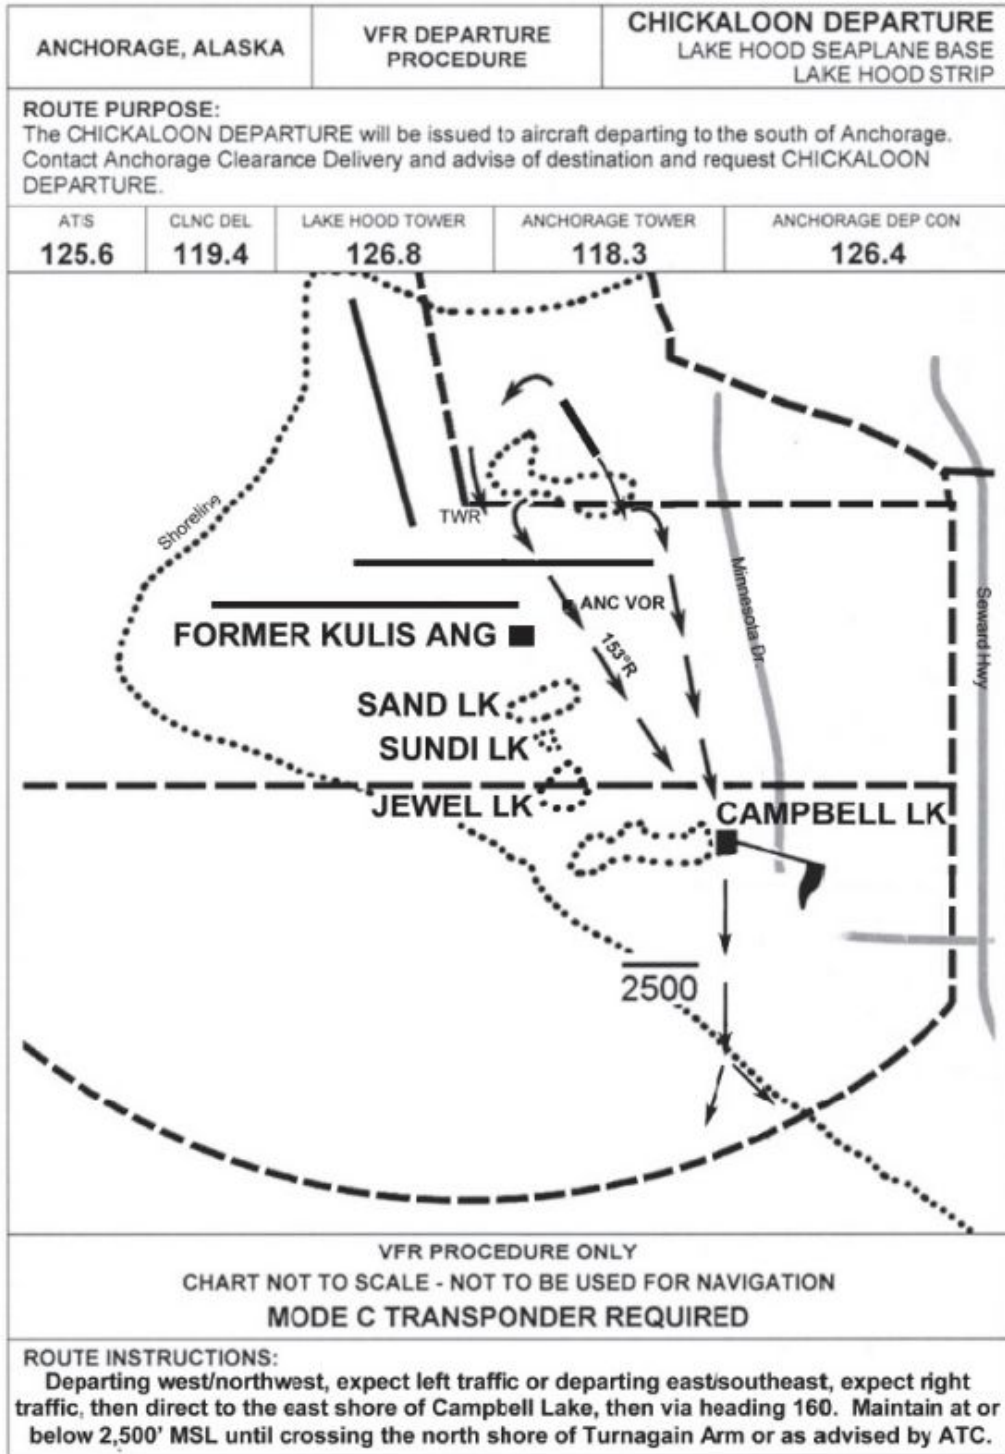 ANCHORAGE, ALASKA
VFR DEPARTURE
PROCEDURE
CHICKALOON DEPARTURE
LAKE HOOD SEAPLANE BASE
LAKE HOOD STRIP
ROUTE PURPOSE:
The CHICKALOON DEPARTURE will be issued to aircraft departing to the south of Anchorage.
Contact Anchorage Clearance Delivery and advise of destination and request CHICKALOON
DEPARTURE.
ATIS
125.6
CLNC DEL
119.4
LAKE HOOD TOWER
126.8
ANCHORAGE TOWER
118.3
ANCHORAGE DEP CON
126.4
Shoreline
TWR
Minnesota Dr.
Seward Hwy
ANC VOR
FORMER KULIS ANG
153°R
SAND LK
SUNDI LK
JEWEL LK
CAMPBELL LK
2500
VFR PROCEDURE ONLY
CHART NOT TO SCALE - NOT TO BE USED FOR NAVIGATION
MODE C TRANSPONDER REQUIRED
ROUTE INSTRUCTIONS:
Departing west/northwest, expect left traffic or departing east/southeast, expect right
traffic, then direct to the east shore of Campbell Lake, then via heading 160. Maintain at or
below 2,500' MSL until crossing the north shore of Turnagain Arm or as advised by ATC.